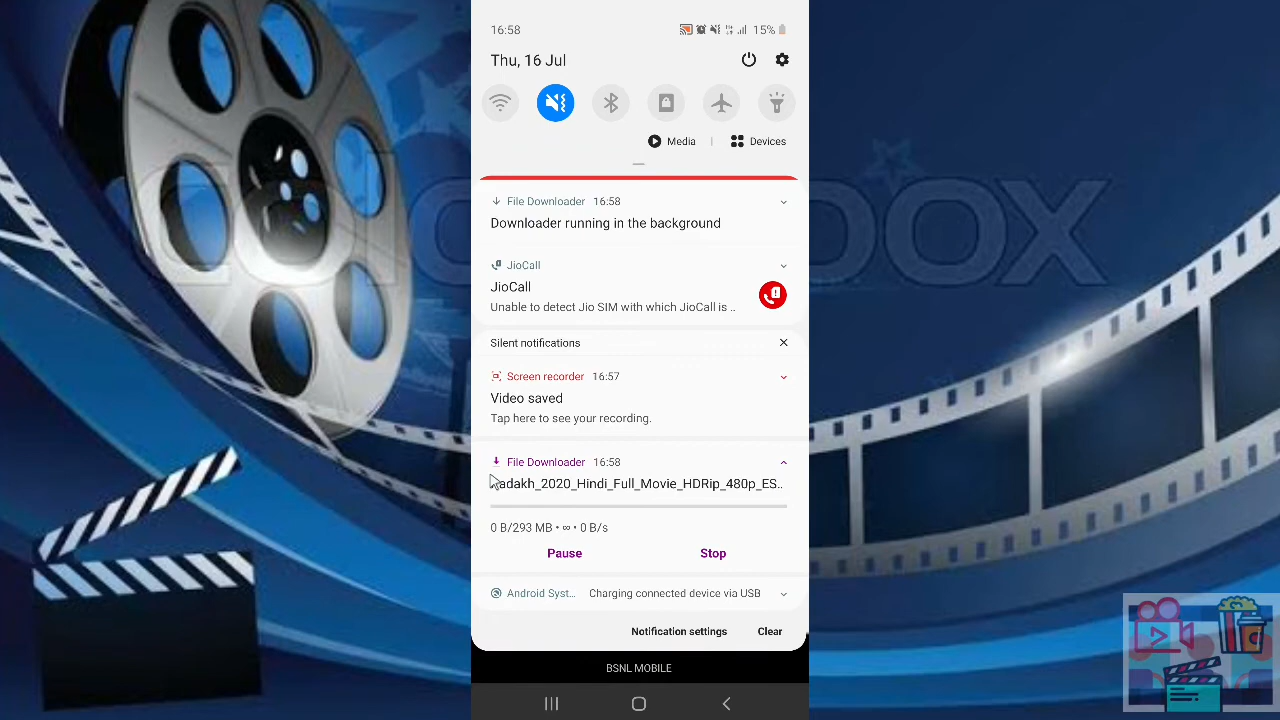 16:58
15%
Thu, 16 Jul
Media | Devices
File Downloader 16:58
Downloader running in the background
JioCall
JioCall
Unable to detect Jio SIM with which JioCall is ..
Silent notifications
Screen recorder 16:57
Video saved
Tap here to see your recording.
File Downloader 16:58
adakh_2020_Hindi_Full_Movie_HDRip_480p_ES..
0 B/293 MB • ∞ • 0 B/s
Pause Stop
Android Syst... Charging connected device via USB
Notification settings Clear
BSNL MOBILE